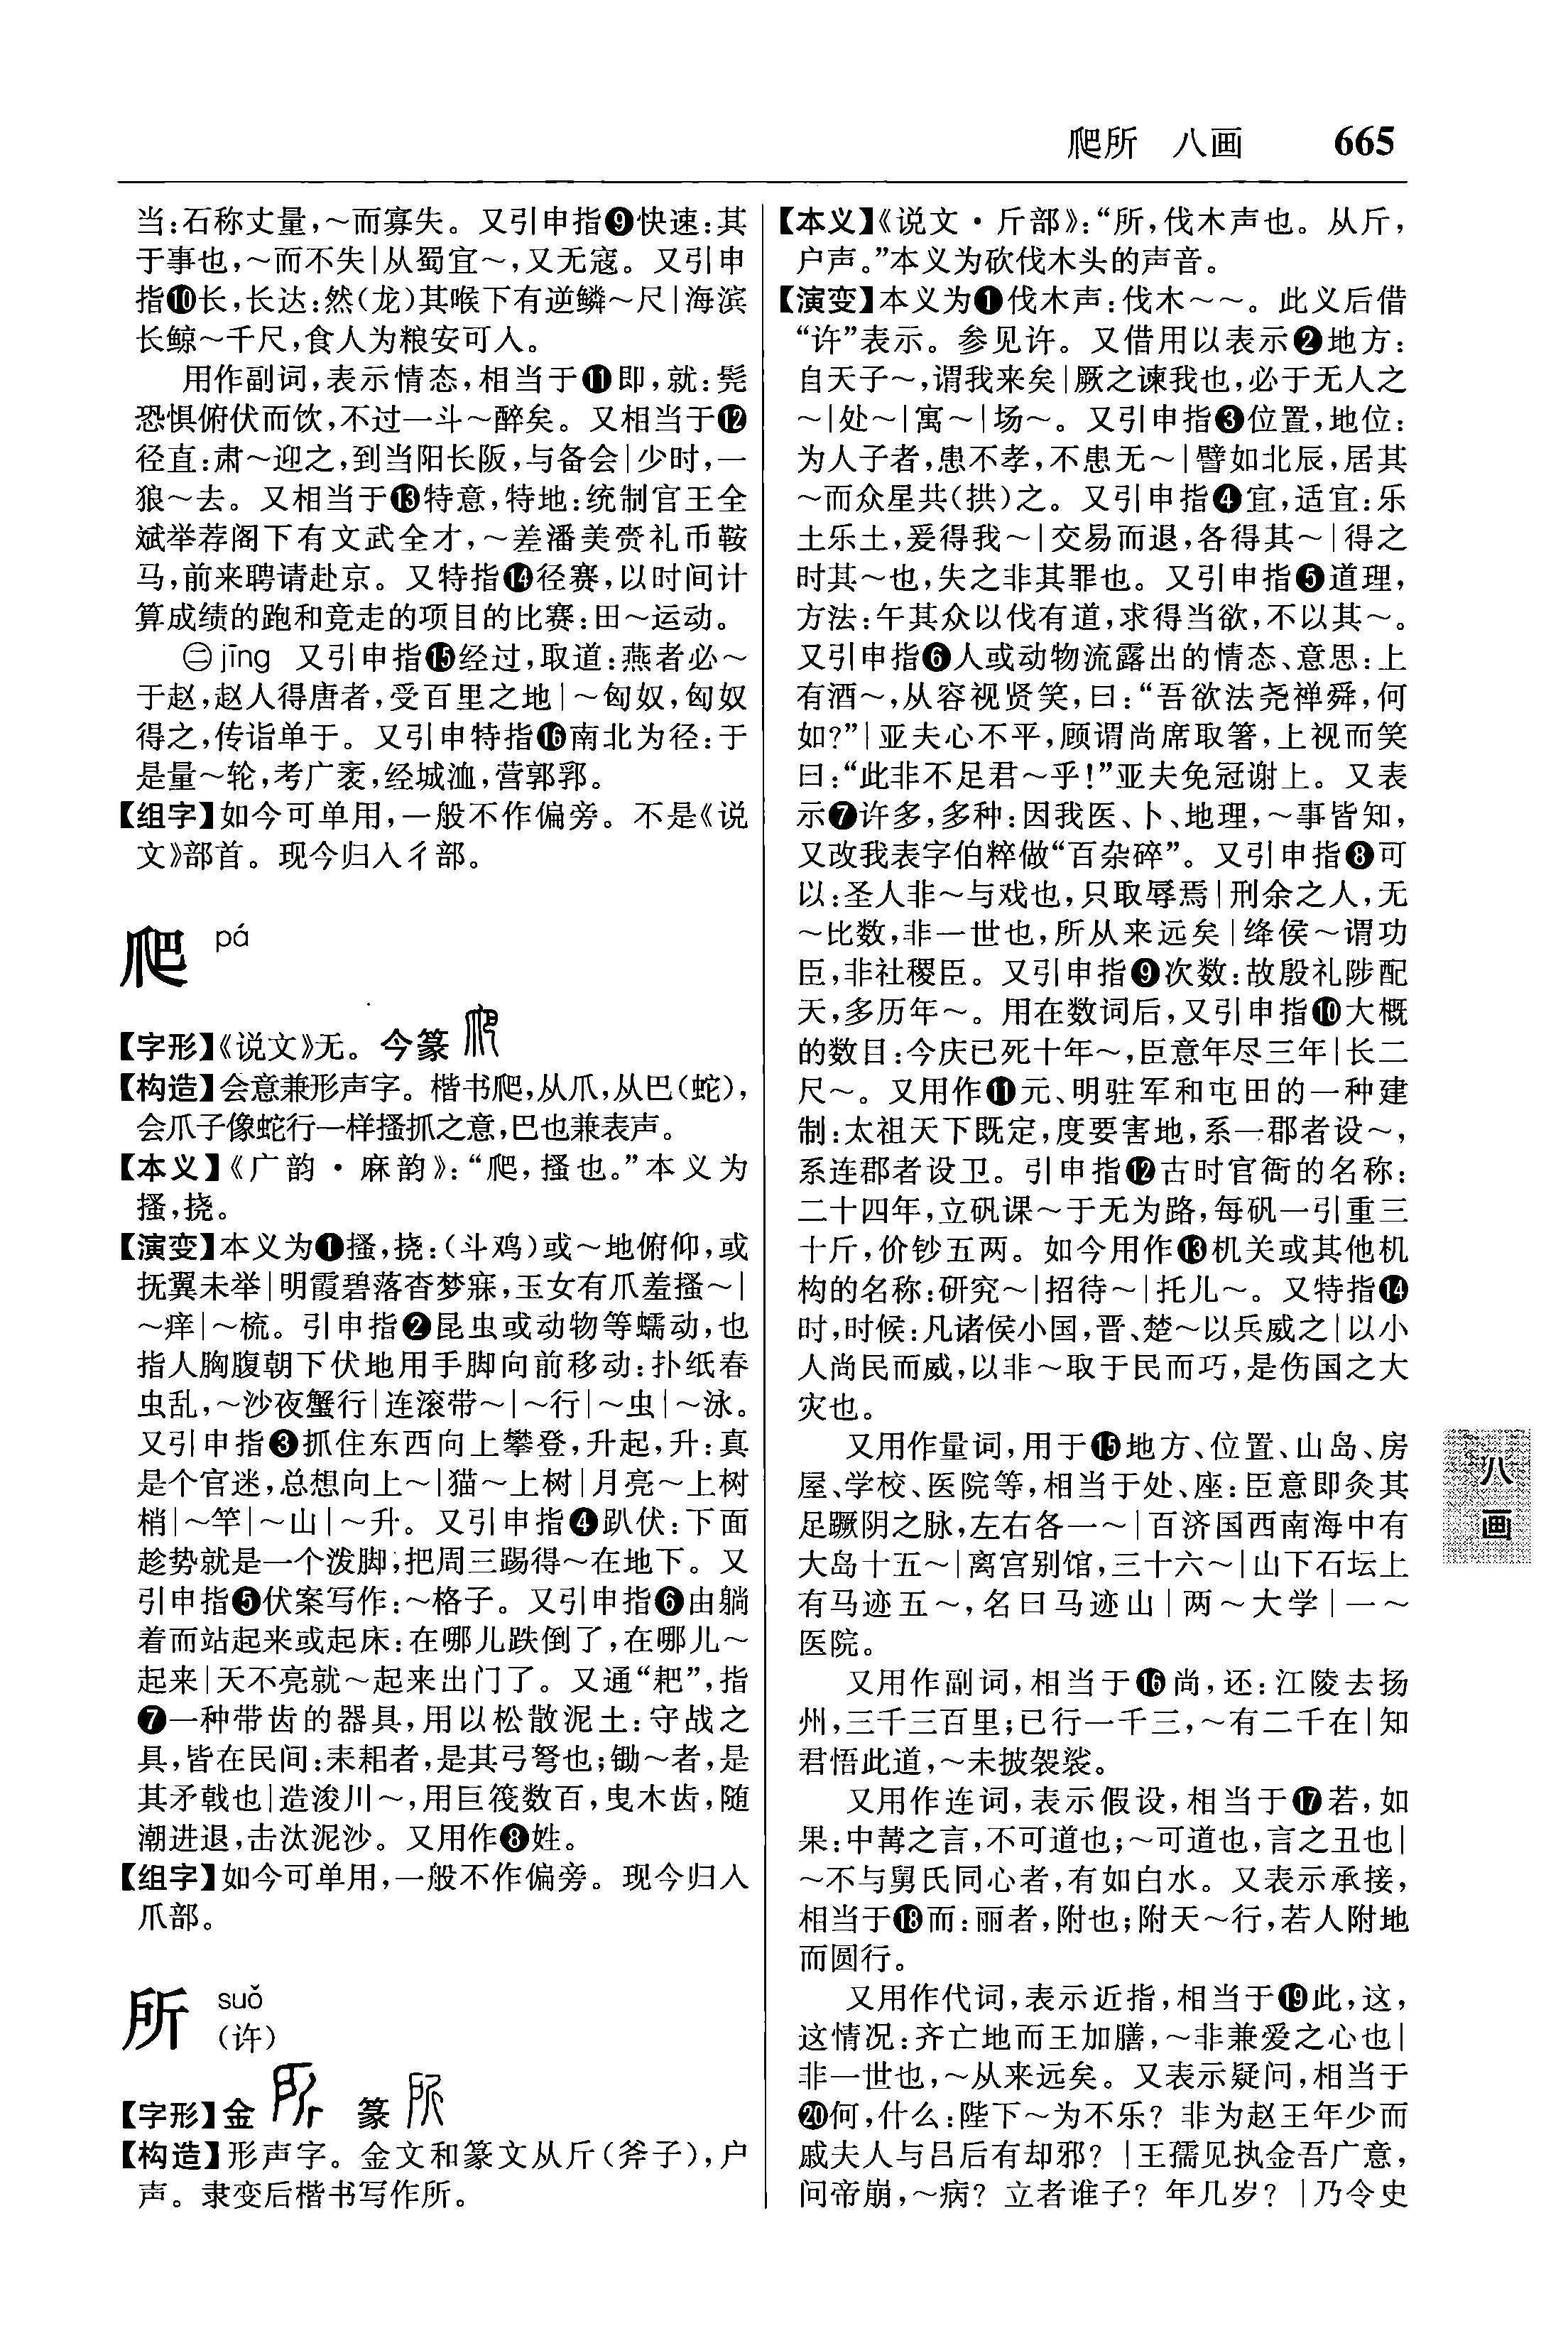 爬所 八画 665
当:石称丈量,～而寡失。又引申指❾快速:其
于事也,～而不失|从蜀宜～,又无寇。又引申
指❿长,长达:然(龙)其喉下有逆鳞～尺|海滨
长鲸～千尺,食人为粮安可人。
用作副词,表示情态,相当于⓫即,就:髡
恐惧俯伏而饮,不过一斗～醉矣。又相当于⓬
径直:肃～迎之,到当阳长阪,与备会|少时,一
狼～去。又相当于⓭特意,特地:统制官王全
斌举荐阁下有文武全才,～差潘美赍礼币鞍
马,前来聘请赴京。又特指⓮径赛,以时间计
算成绩的跑和竞走的项目的比赛:田～运动。
㊁jīng 又引申指⓯经过,取道:燕者必～
于赵,赵人得唐者,受百里之地|～匈奴,匈奴
得之,传诣单于。又引申特指⓰南北为径:于
是量～轮,考广袤,经城洫,营郭郛。
【组字】如今可单用,一般不作偏旁。不是《说
文》部首。现今归入彳部。
爬 pá
【字形】《说文》无。今篆
【构造】会意兼形声字。楷书爬,从爪,从巴(蛇),
会爪子像蛇行一样搔抓之意,巴也兼表声。
【本义】《广韵·麻韵》:“爬,搔也。”本义为
搔,挠。
【演变】本义为❶搔,挠:(斗鸡)或～地俯仰,或
抚翼未举|明霞碧落杳梦寐,玉女有爪羞搔～|
～痒|～梳。引申指❷昆虫或动物等蠕动,也
指人胸腹朝下伏地用手脚向前移动:扑纸春
虫乱,～沙夜蟹行|连滚带～|～行|～虫|～泳。
又引申指❸抓住东西向上攀登,升起,升:真
是个官迷,总想向上～|猫～上树|月亮～上树
梢|～竿|～山|～升。又引申指❹趴伏:下面
趁势就是一个泼脚,把周三踢得～在地下。又
引申指❺伏案写作:～格子。又引申指❻由躺
着而站起来或起床:在哪儿跌倒了,在哪儿～
起来|天不亮就～起来出门了。又通“耙”,指
❼一种带齿的器具,用以松散泥土:守战之
具,皆在民间:耒耜者,是其弓弩也;锄～者,是
其矛戟也|造浚川～,用巨筏数百,曳木齿,随
潮进退,击汰泥沙。又用作❽姓。
【组字】如今可单用,一般不作偏旁。现今归入
爪部。
所 suǒ
(许)
【字形】金 篆
【构造】形声字。金文和篆文从斤(斧子),户
声。隶变后楷书写作所。
【本义】《说文·斤部》:“所,伐木声也。从斤,
户声。”本义为砍伐木头的声音。
【演变】本义为❶伐木声:伐木～～。此义后借
“许”表示。参见许。又借用以表示❷地方:
自天子～,谓我来矣|厥之谏我也,必于无人之
～|处～|寓～|场～。又引申指❸位置,地位:
为人子者,患不孝,不患无～|譬如北辰,居其
～而众星共(拱)之。又引申指❹宜,适宜:乐
土乐土,爰得我～|交易而退,各得其～|得之
时其～也,失之非其罪也。又引申指❺道理,
方法:午其众以伐有道,求得当欲,不以其～。
又引申指❻人或动物流露出的情态、意思:上
有酒～,从容视贤笑,曰:“吾欲法尧禅舜,何
如?”|亚夫心不平,顾谓尚席取箸,上视而笑
曰:“此非不足君～乎!”亚夫免冠谢上。又表
示❼许多,多种:因我医、卜、地理,～事皆知,
又改我表字伯粹做“百杂碎”。又引申指❽可
以:圣人非～与戏也,只取辱焉|刑余之人,无
～比数,非一世也,所从来远矣|绛侯～谓功
臣,非社稷臣。又引申指❾次数:故殷礼陟配
天,多历年～。用在数词后,又引申指❿大概
的数目:今庆已死十年～,臣意年尽三年|长二
尺～。又用作⓫元、明驻军和屯田的一种建
制:太祖天下既定,度要害地,系一郡者设～,
系连郡者设卫。引申指⓬古时官衙的名称:
二十四年,立矾课～于无为路,每矾一引重三
十斤,价钞五两。如今用作⓭机关或其他机
构的名称:研究～|招待～|托儿～。又特指⓮
时,时候:凡诸侯小国,晋、楚～以兵威之|以小
人尚民而威,以非～取于民而巧,是伤国之大
灾也。
又用作量词,用于⓯地方、位置、山岛、房
屋、学校、医院等,相当于处、座:臣意即灸其
足蹶阴之脉,左右各一～|百济国西南海中有
大岛十五～|离宫别馆,三十六～|山下石坛上
有马迹五～,名曰马迹山|两～大学|一～
医院。
又用作副词,相当于⓰尚,还:江陵去扬
州,三千三百里;已行一千三,～有二千在|知
君悟此道,～未披袈裟。
又用作连词,表示假设,相当于⓱若,如
果:中冓之言,不可道也;～可道也,言之丑也|
～不与舅氏同心者,有如白水。又表示承接,
相当于⓲而:丽者,附也;附天～行,若人附地
而圆行。
又用作代词,表示近指,相当于⓳此,这,
这情况:齐亡地而王加膳,～非兼爱之心也|
非一世也,～从来远矣。又表示疑问,相当于
⓴何,什么:陛下～为不乐?非为赵王年少而
戚夫人与吕后有却邪?|王孺见执金吾广意,
问帝崩,～病?立者谁子?年几岁?|乃令史
八
画